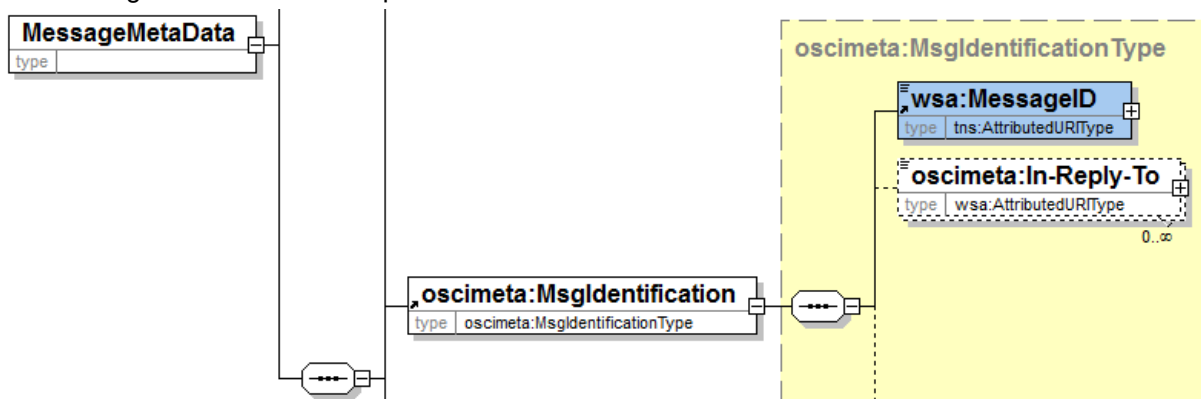 MessageMetaData
type
oscimeta:MsgIdentificationType
wsa:MessageID
type tns:AttributedURIType
oscimeta:In-Reply-To
type wsa:AttributedURIType
0..∞
oscimeta:MsgIdentification
type oscimeta:MsgIdentificationType